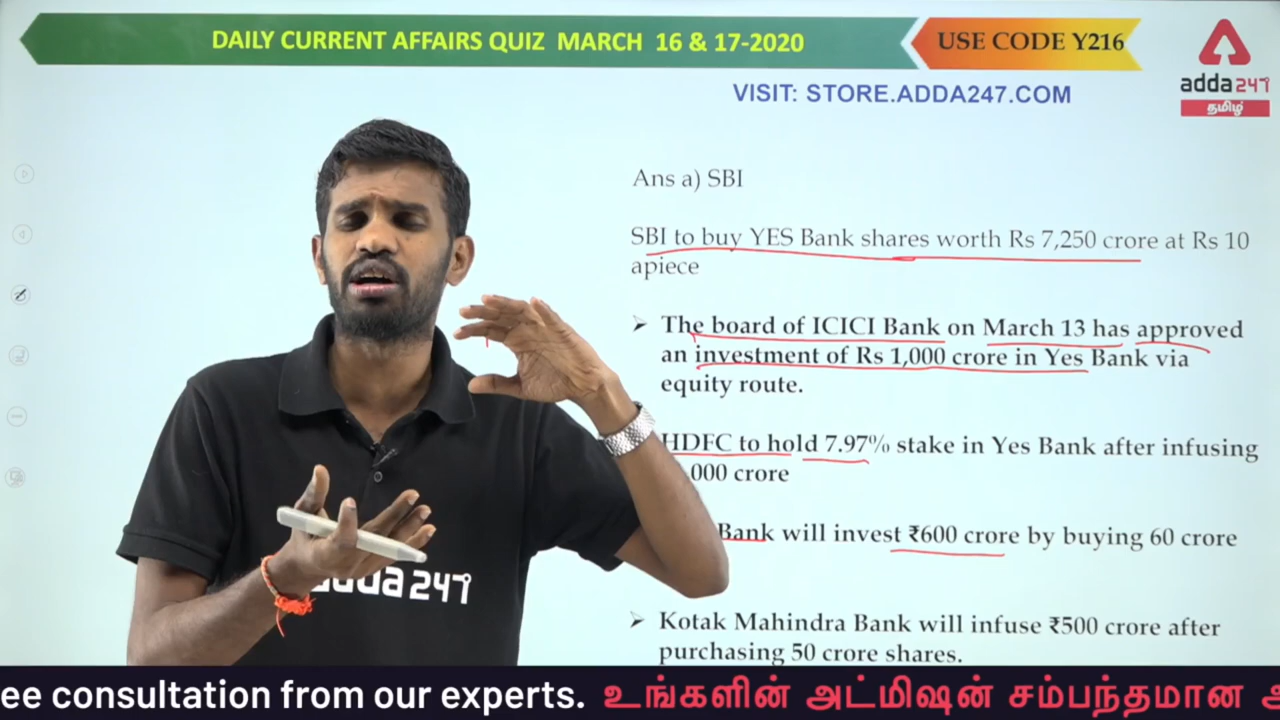 DAILY CURRENT AFFAIRS QUIZ MARCH 16 & 17-2020
USE CODE Y216
adda247
தமிழ்
VISIT: STORE.ADDA247.COM
Ans a) SBI
SBI to buy YES Bank shares worth Rs 7,250 crore at Rs 10
apiece
➢ The board of ICICI Bank on March 13 has approved
an investment of Rs 1,000 crore in Yes Bank via
equity route.
HDFC to hold 7.97% stake in Yes Bank after infusing
,000 crore
Bank will invest ₹600 crore by buying 60 crore
➢ Kotak Mahindra Bank will infuse ₹500 crore after
purchasing 50 crore shares.
adda247
ee consultation from our experts. உங்களின் அட்மிஷன் சம்பந்தமான